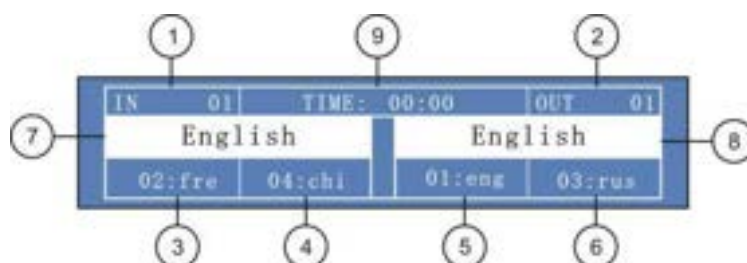 1 9 2
IN 01 TIME: 00:00 OUT 01
7 English English 8
02:fre 04:chi 01:eng 03:rus
3 4 5 6